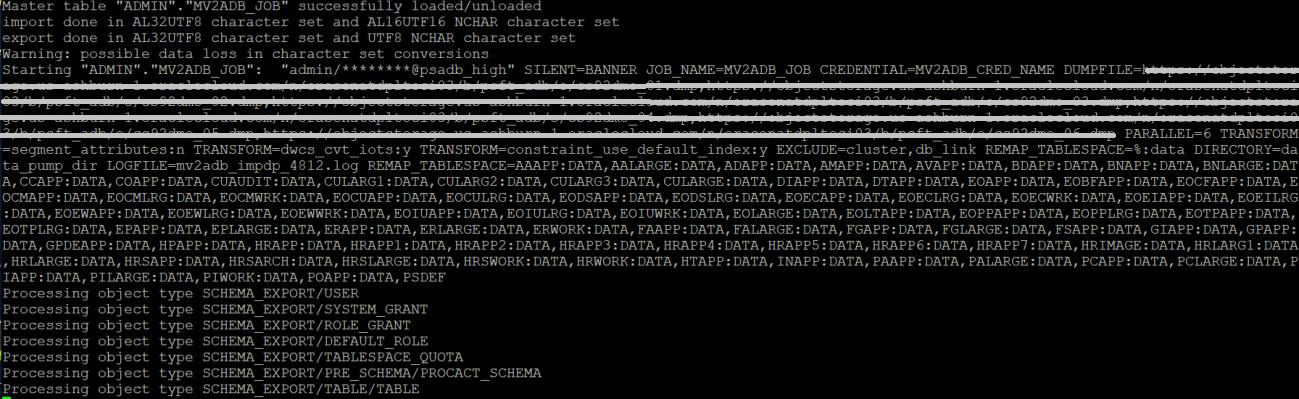 Master table "ADMIN"."MV2ADB_JOB" successfully loaded/unloaded
import done in AL32UTF8 character set and AL16UTF16 NCHAR character set
export done in AL32UTF8 character set and UTF8 NCHAR character set
Warning: possible data loss in character set conversions
Starting "ADMIN"."MV2ADB_JOB":  "admin/********@psadb_high" SILENT=BANNER JOB_NAME=MV2ADB_JOB CREDENTIAL=MV2ADB_CRED_NAME DUMPFILE=
PARALLEL=6 TRANSFORM
=segment_attributes:n TRANSFORM=dwcs_cvt_iots:y TRANSFORM=constraint_use_default_index:y EXCLUDE=cluster,db_link REMAP_TABLESPACE=%:data DIRECTORY=da
ta_pump_dir LOGFILE=mv2adb_impdp_4812.log REMAP_TABLESPACE=AAAPP:DATA,AALARGE:DATA,ADAPP:DATA,AMAPP:DATA,AVAPP:DATA,BDAPP:DATA,BNAPP:DATA,BNLARGE:DAT
A,CCAPP:DATA,COAPP:DATA,CUAUDIT:DATA,CULARG1:DATA,CULARG2:DATA,CULARG3:DATA,CULARGE:DATA,DIAPP:DATA,DTAPP:DATA,EOAPP:DATA,EOBFAPP:DATA,EOCFAPP:DATA,E
OCMAPP:DATA,EOCMLRG:DATA,EOCMWRK:DATA,EOCUAPP:DATA,EOCULRG:DATA,EODSAPP:DATA,EODSLRG:DATA,EOECAPP:DATA,EOECLRG:DATA,EOECWRK:DATA,EOEIAPP:DATA,EOEILRG
:DATA,EOEWAPP:DATA,EOEWLRG:DATA,EOEWWRK:DATA,EOIUAPP:DATA,EOIULRG:DATA,EOIUWRK:DATA,EOLARGE:DATA,EOLTAPP:DATA,EOPPAPP:DATA,EOPPLRG:DATA,EOTPAPP:DATA,
EOTPLRG:DATA,EPAPP:DATA,EPLARGE:DATA,ERAPP:DATA,ERLARGE:DATA,ERWORK:DATA,FAAPP:DATA,FALARGE:DATA,FGAPP:DATA,FGLARGE:DATA,FSAPP:DATA,GIAPP:DATA,GPAPP:
DATA,GPDEAPP:DATA,HPAPP:DATA,HRAPP:DATA,HRAPP1:DATA,HRAPP2:DATA,HRAPP3:DATA,HRAPP4:DATA,HRAPP5:DATA,HRAPP6:DATA,HRAPP7:DATA,HRIMAGE:DATA,HRLARG1:DATA
,HRLARGE:DATA,HRSAPP:DATA,HRSARCH:DATA,HRSLARGE:DATA,HRSWORK:DATA,HRWORK:DATA,HTAPP:DATA,INAPP:DATA,PAAPP:DATA,PALARGE:DATA,PCAPP:DATA,PCLARGE:DATA,P
IAPP:DATA,PILARGE:DATA,PIWORK:DATA,POAPP:DATA,PSDEF
Processing object type SCHEMA_EXPORT/USER
Processing object type SCHEMA_EXPORT/SYSTEM_GRANT
Processing object type SCHEMA_EXPORT/ROLE_GRANT
Processing object type SCHEMA_EXPORT/DEFAULT_ROLE
Processing object type SCHEMA_EXPORT/TABLESPACE_QUOTA
Processing object type SCHEMA_EXPORT/PRE_SCHEMA/PROCACT_SCHEMA
Processing object type SCHEMA_EXPORT/TABLE/TABLE